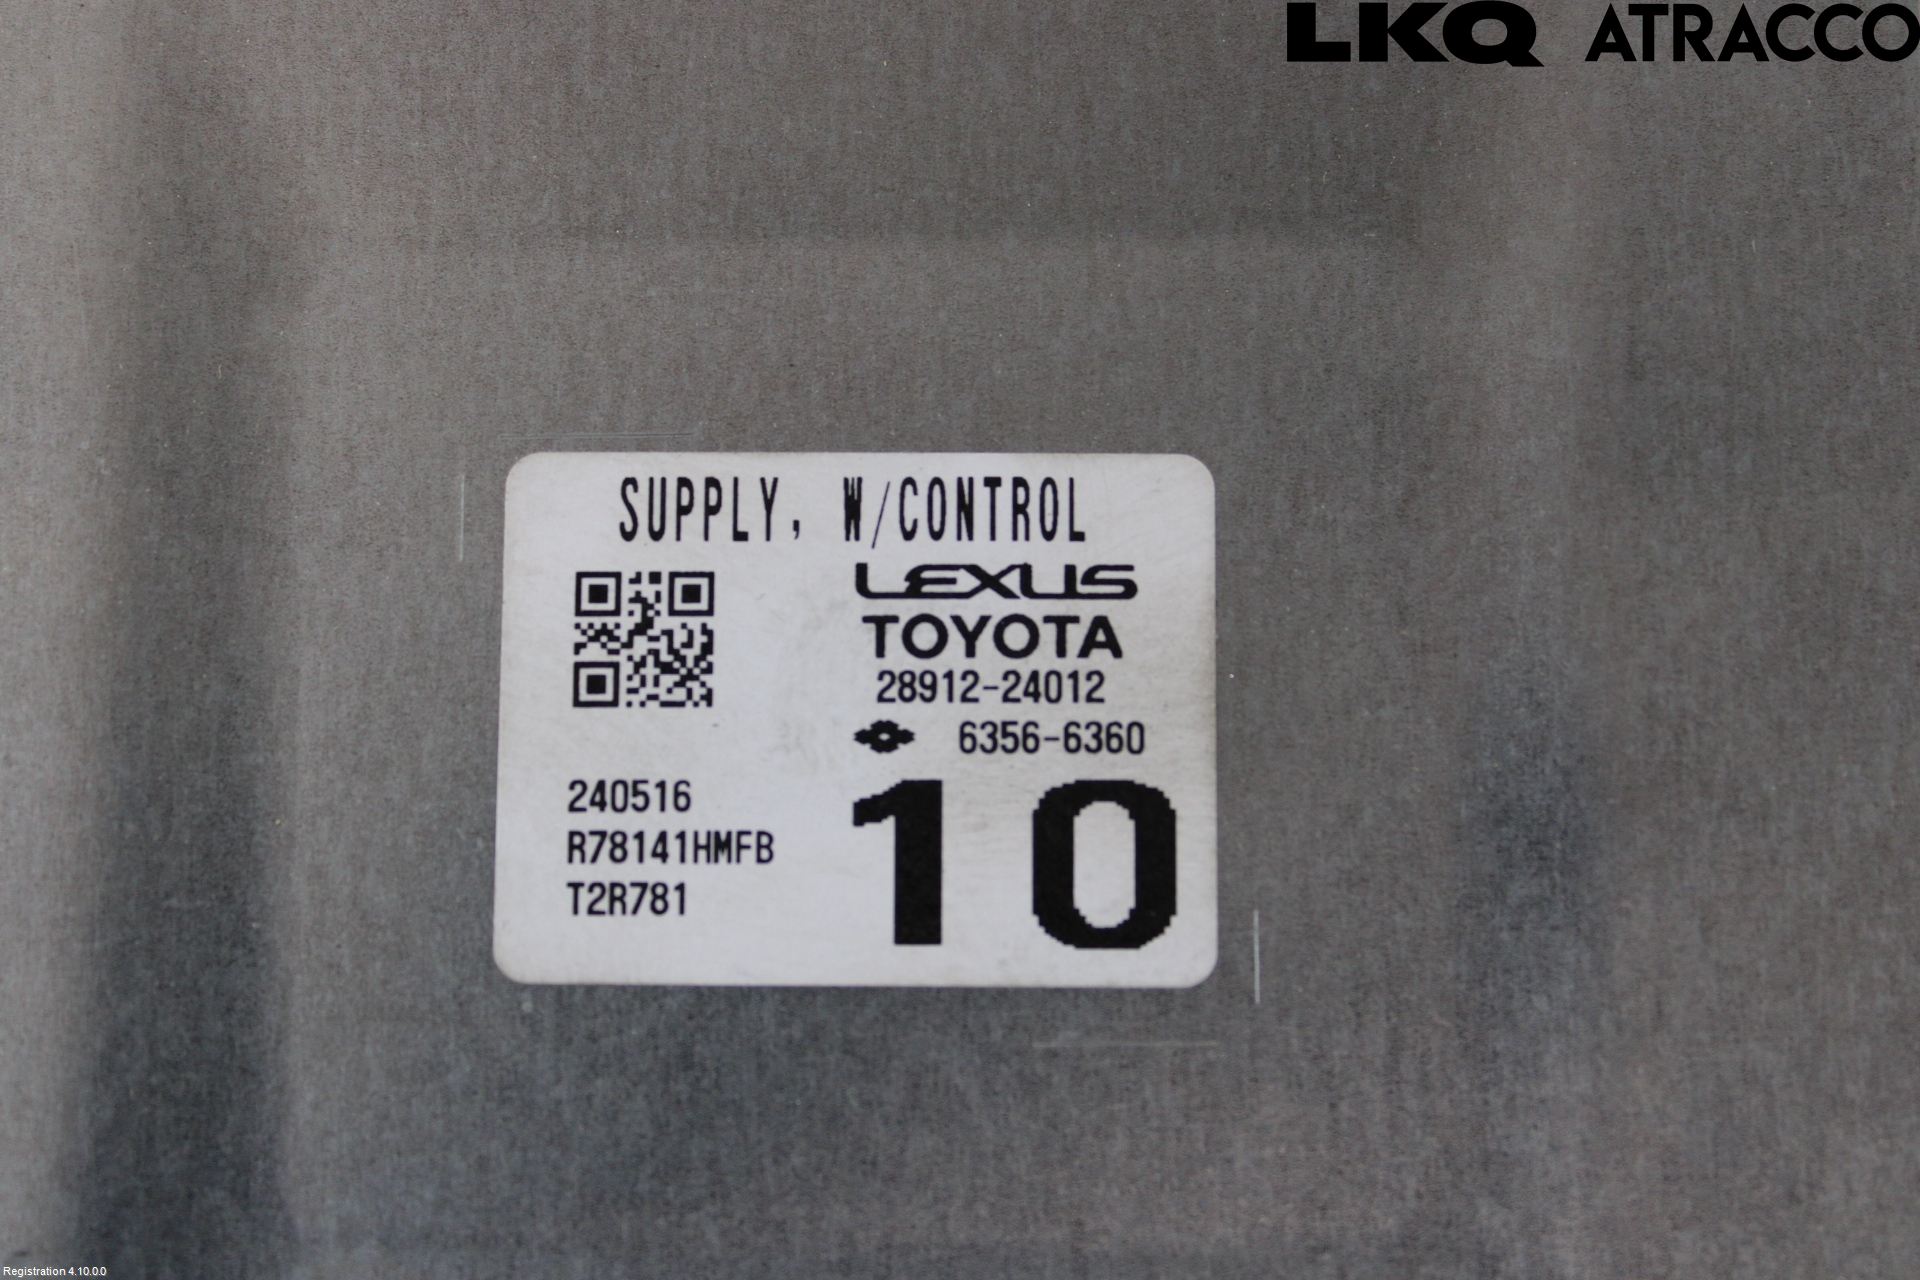 LKQ ATRACCO
SUPPLY, W/CONTROL
LEXUS
TOYOTA
28912-24012
6356-6360
240516
R78141HMFB
T2R781
10
Registration 4.10.0.0